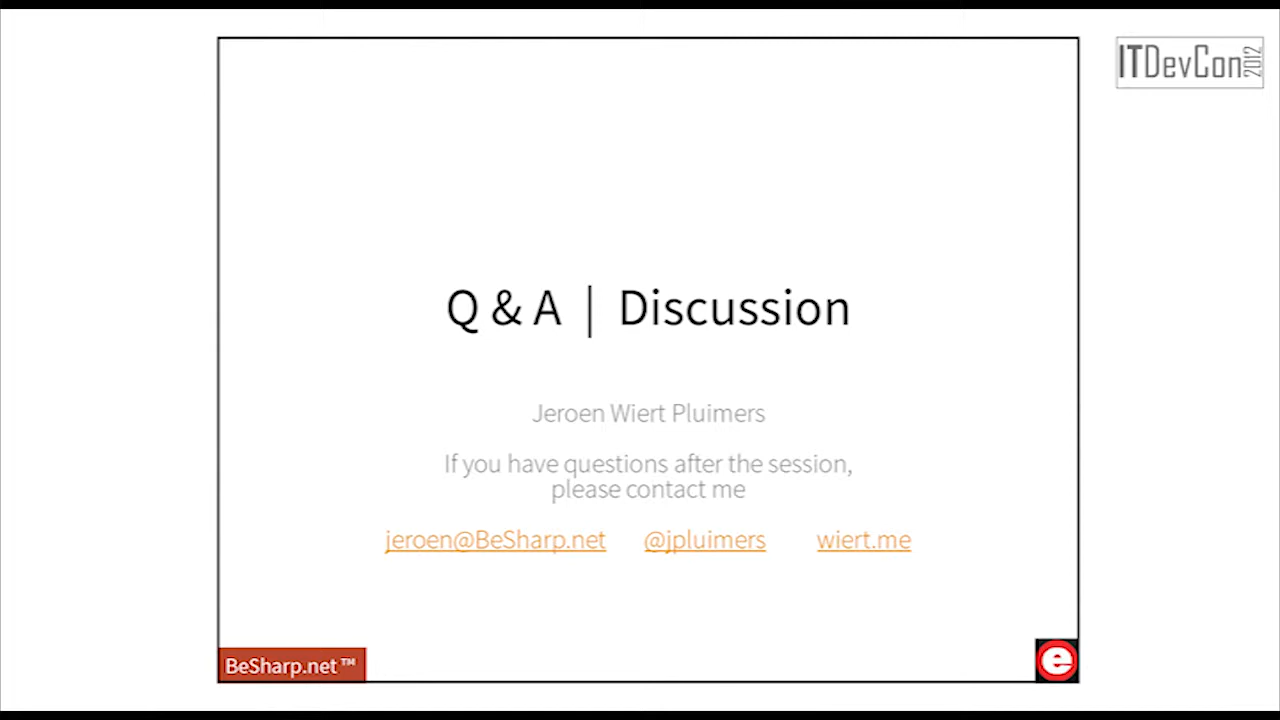 ITDevCon 2012
Q & A | Discussion
Jeroen Wiert Pluimers
If you have questions after the session,
please contact me
jeroen@BeSharp.net @jpluimers wiert.me
BeSharp.net™
e